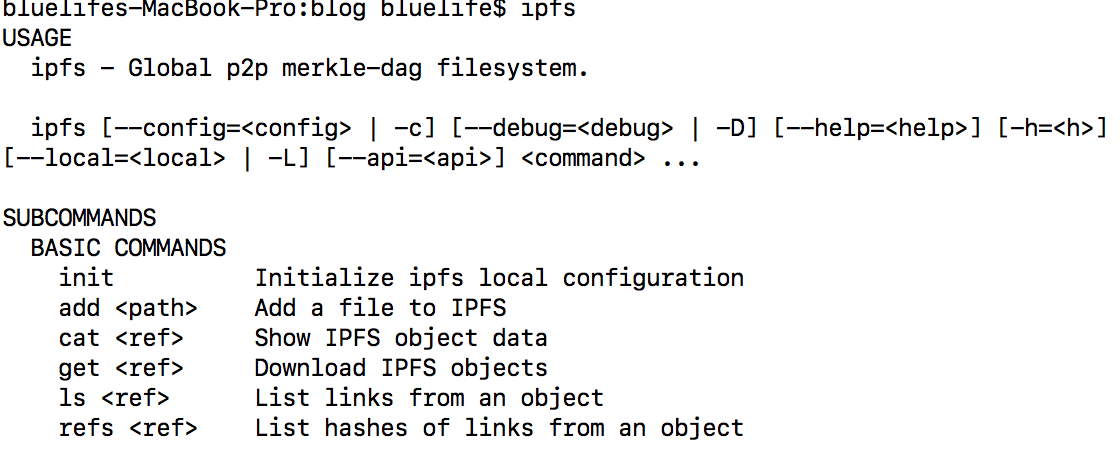 bluelifes-MacBook-Pro:blog bluelife$ ipfs
USAGE
  ipfs - Global p2p merkle-dag filesystem.

  ipfs [--config=<config> | -c] [--debug=<debug> | -D] [--help=<help>] [-h=<h>]
[--local=<local> | -L] [--api=<api>] <command> ...

SUBCOMMANDS
  BASIC COMMANDS
    init          Initialize ipfs local configuration
    add <path>    Add a file to IPFS
    cat <ref>     Show IPFS object data
    get <ref>     Download IPFS objects
    ls <ref>      List links from an object
    refs <ref>    List hashes of links from an object